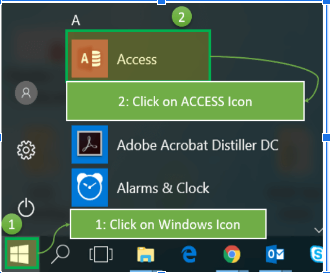 A
2
A
Access
2: Click on ACCESS Icon
Adobe Acrobat Distiller DC
Alarms & Clock
1
1: Click on Windows Icon